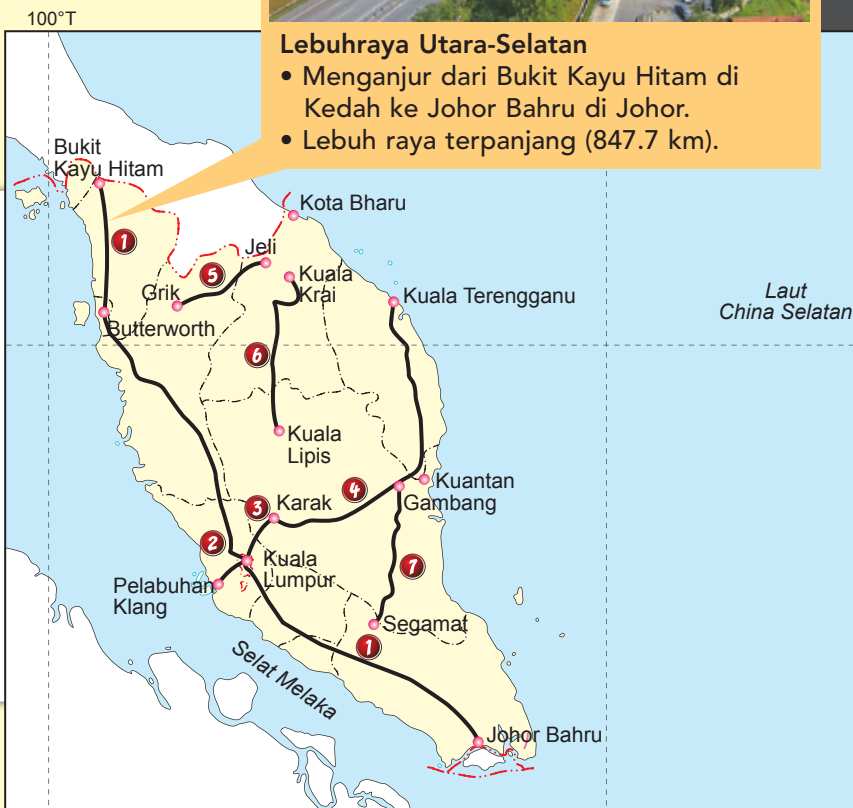 100°T
Lebuhraya Utara-Selatan
• Menganjur dari Bukit Kayu Hitam di
Kedah ke Johor Bahru di Johor.
• Lebuh raya terpanjang (847.7 km).
Bukit
Kayu Hitam
Kota Bharu
1
Jeli
5
Kuala
Krai
Grik
Kuala Terengganu
Laut
China Selatan
Butterworth
6
Kuala
Lipis
Kuantan
4
Gambang
3
Karak
2
Kuala
Lumpur
7
Pelabuhan
Klang
Segamat
1
Selat Melaka
Johor Bahru